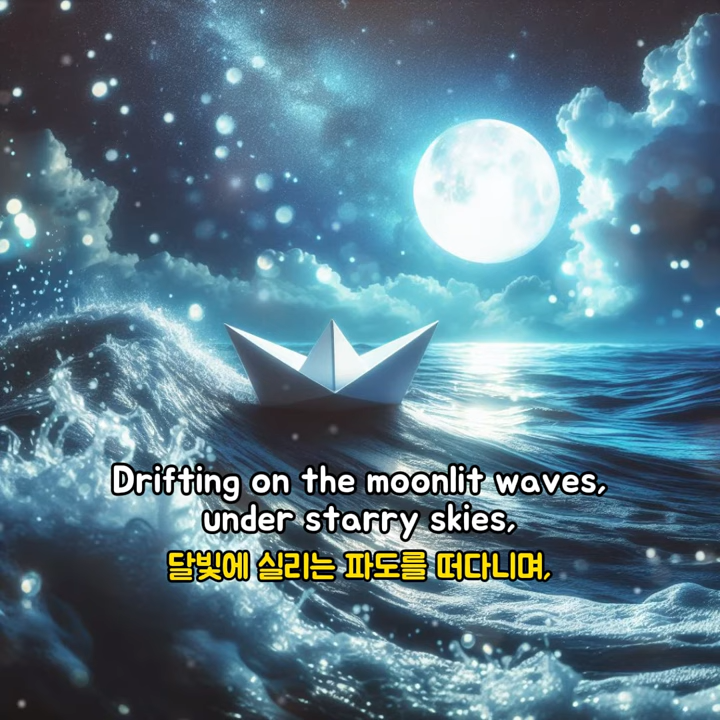 Drifting on the moonlit waves,
under starry skies,
달빛에 실리는 파도를 떠다니며,